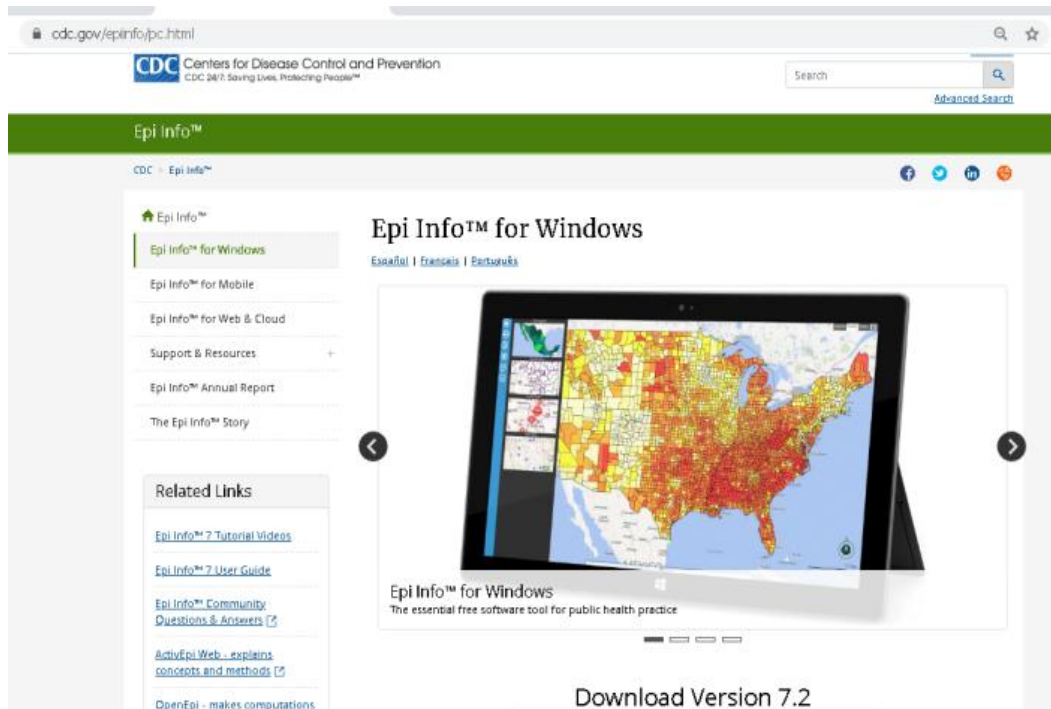 cdc.gov/epiinfo/pc.html
CDC
Centers for Disease Control and Prevention
CDC 24/7: Saving Lives, Protecting People™
Search
Advanced Search
Epi Info™
CDC > Epi Info™
Epi Info™
Epi Info™ for Windows
Epi Info™ for Mobile
Epi Info™ for Web & Cloud
Support & Resources +
Epi Info™ Annual Report
The Epi Info™ Story
Related Links
Epi Info™ 7 Tutorial Videos
Epi Info™ 7 User Guide
Epi Info™ Community
Questions & Answers
ActivEpi Web - explains
concepts and methods
OpenEpi - makes computations
Epi Info™ for Windows
Español | Français | Português
Epi Info™ for Windows
The essential free software tool for public health practice
Download Version 7.2